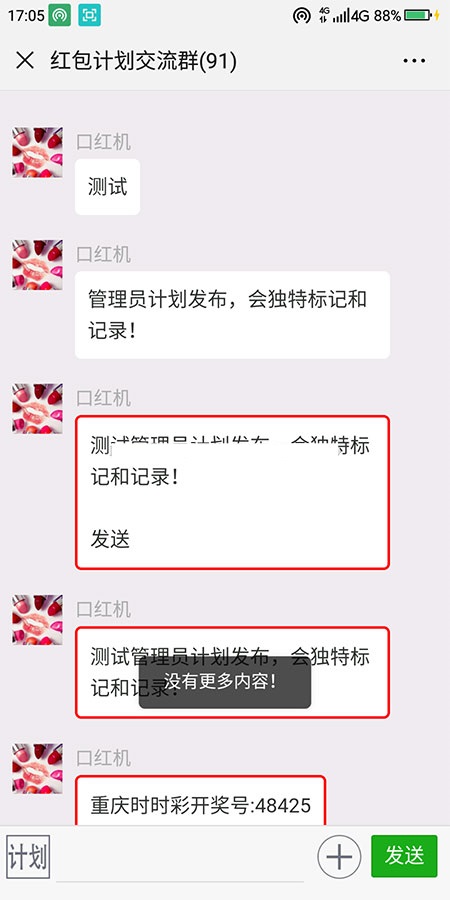 17:05
4G 4G 88%
红包计划交流群(91)
口红机
测试
口红机
管理员计划发布，会独特标记和
记录！
口红机
测试管理员计划发布，会独特标
记和记录！
发送
口红机
测试管理员计划发布，会独特标
记和记录！
没有更多内容！
口红机
重庆时时彩开奖号:48425
计划
发送